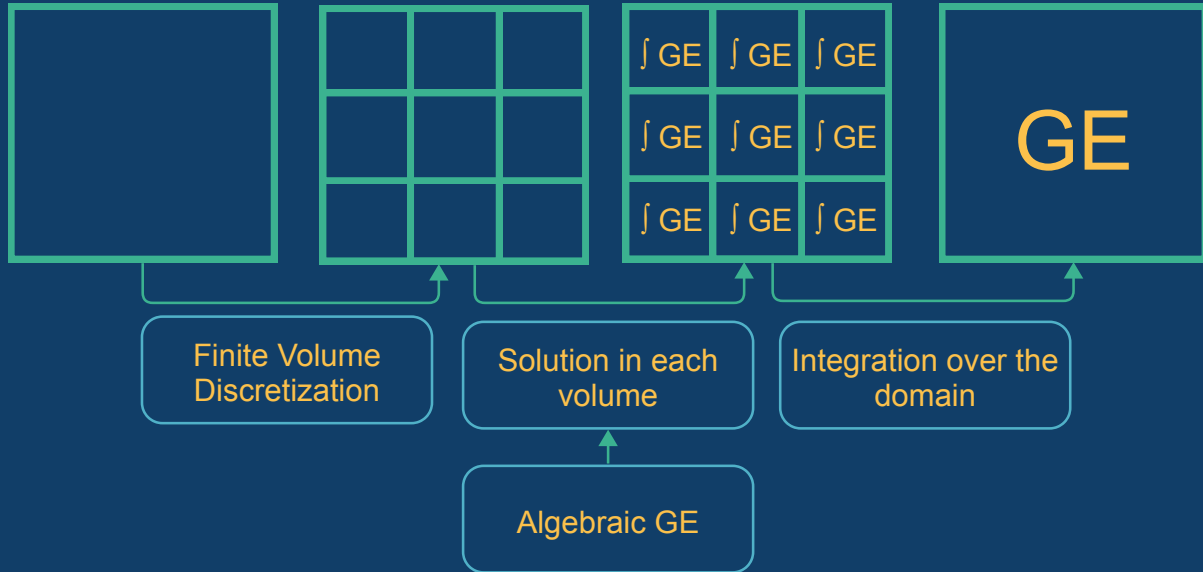 ∫ GE ∫ GE ∫ GE
∫ GE ∫ GE ∫ GE
∫ GE ∫ GE ∫ GE
GE
Finite Volume
Discretization
Solution in each
volume
Integration over the
domain
Algebraic GE